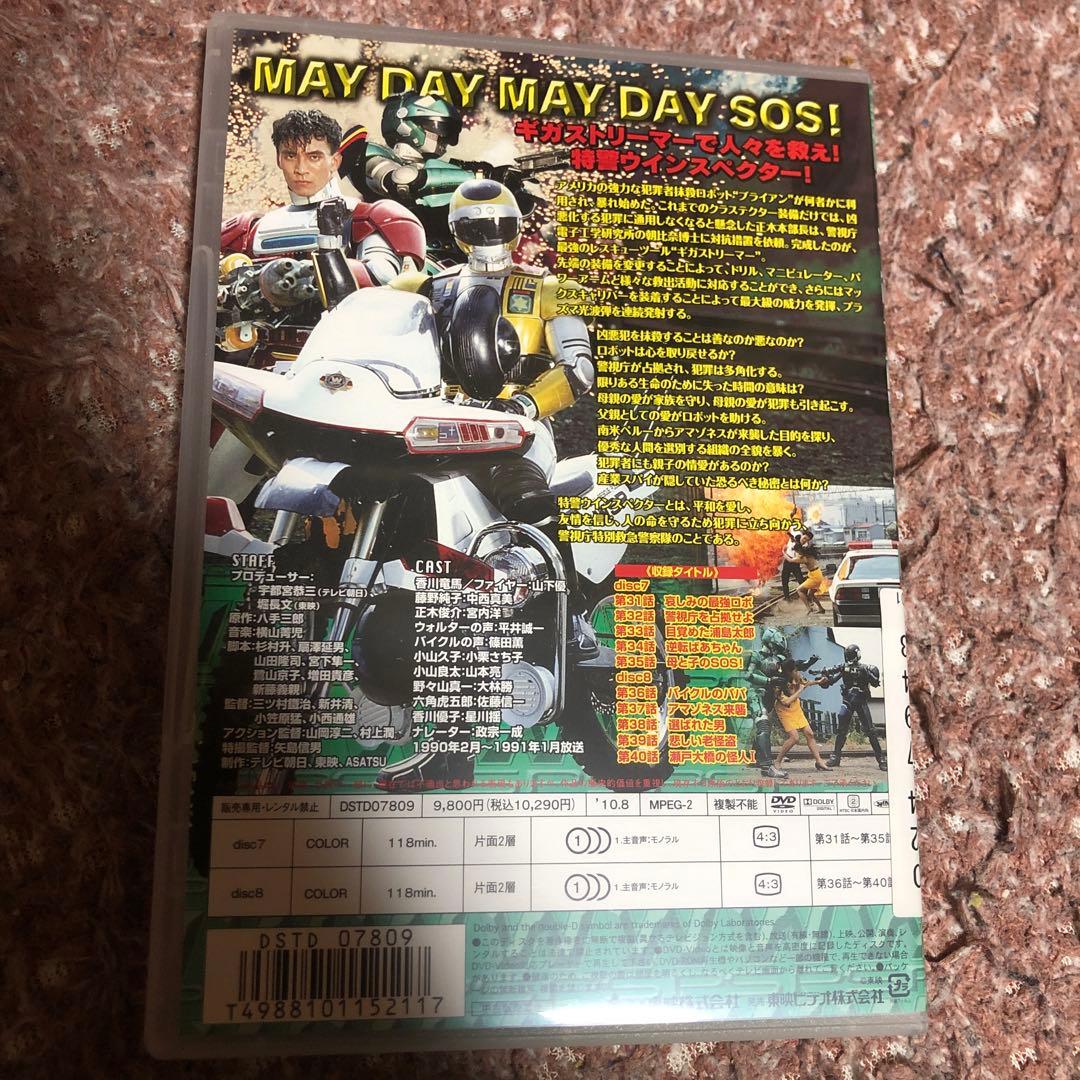 MAY DAY MAY DAY SOS!
ギガストリーマーで人々を救え!
特警ウインスペクター!
アメリカの強力な犯罪者抹殺ロボット"ブライアン"が何者かに利
用され、暴れ始めた。これまでのクラステクター装備だけでは、凶
悪化する犯罪に通用しなくなると懸念した正木本部長は、警視庁
電子工学研究所の朝比奈博士に対抗措置を依頼。完成したのが、
最強のレスキューツール"ギガストリーマー"。
先端の装備を変更することによって、ドリル、マニピュレーター、パ
ワーアームと様々な救出活動に対応することができ、さらにはマッ
クスキャリバーを装着することによって最大級の威力を発揮、プラ
ズマ光波弾を連続発射する。
凶悪犯を抹殺することは善なのか悪なのか?
ロボットは心を取り戻せるか?
警視庁が占拠され、犯罪は多角化する。
限りある生命のために失った時間の意味は?
母親の愛が家族を守り、母親の愛が犯罪も引き起こす。
父親としての愛がロボットを助ける。
南米ペルーからアマゾネスが来襲した目的を探り、
優秀な人間を選別する組織の全貌を暴く。
犯罪者にも親子の情愛があるのか?
産業スパイが隠していた恐るべき秘密とは何か?
特警ウインスペクターとは、平和を愛し、
友情を信じ、人の命を守るため犯罪に立ち向かう、
警視庁特別救急警察隊のことである。
STAFF
プロデューサー:
宇都宮恭三(テレビ朝日)、
堀長文(東映)
原作:八手三郎
音楽:横山菁児
脚本:杉村升、扇澤延男、
山田隆司、宮下隼一、
鷺山京子、増田貴彦、
新藤義親
監督:三ツ村鐵治、新井清、
小笠原猛、小西通雄
アクション監督:山岡淳二、村上潤
特撮監督:矢島信男
制作:テレビ朝日、東映、ASATSU
CAST
香川竜馬/ファイヤー:山下優
藤野純子:中西真美
正木俊介:宮内洋
ウォルターの声:平井誠一
バイクルの声:篠田薫
小山久子:小栗さち子
小山良太:山本亮
野々山真一:大林勝
六角虎五郎:佐藤信一
香川優子:星川揺
ナレーター:政宗一成
1990年2月~1991年1月放送
〈収録タイトル〉
disc7
第31話 哀しみの最強ロボ
第32話 警視庁を占拠せよ
第33話 目覚めた浦島太郎
第34話 逆転ばあちゃん
第35話 母と子のSOS!
disc8
第36話 バイクルのパパ
第37話 アマゾネス来襲
第38話 選ばれた男
第39話 悲しい老怪盗
第40話 瀬戸大橋の怪人Ⅰ
販売専用・レンタル禁止 DSTD07809 9,800円(税込10,290円) '10.8 MPEG-2 複製不能 DVD VIDEO DOLBY DIGITAL 2
disc7 COLOR 118min. 片面2層 1 1.主音声:モノラル 4:3 第31話~第35話
disc8 COLOR 118min. 片面2層 1 1.主音声:モノラル 4:3 第36話~第40
Dolby and the double-D symbol are trademarks of Dolby Laboratories
DSTD 07809
T4988101152117
©東映
発売 東映ビデオ株式会社